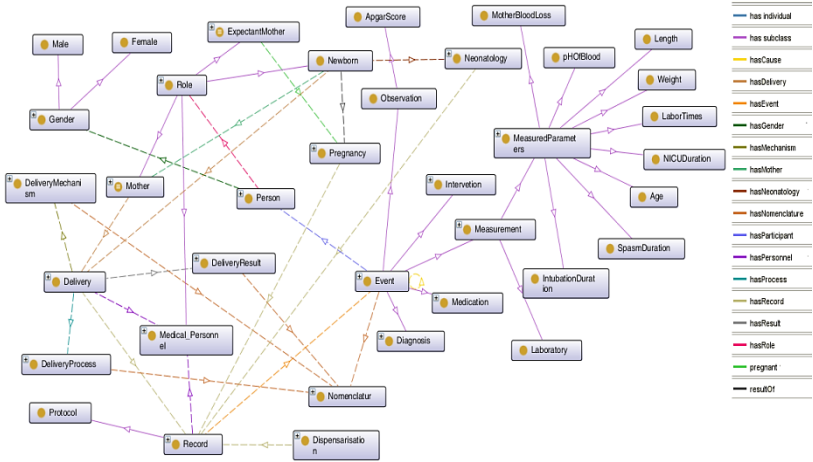 ApgarScore
MotherBloodLoss
Male
Female
ExpectantMother
Length
pHOfBlood
Newborn
Neonatology
Role
Weight
Observation
Gender
LaborTimes
MeasuredParamet
ers
Pregnancy
NICUDuration
DeliveryMechani
sm
Mother
Person
Intervetion
Age
Measurement
SpasmDuration
DeliveryResult
Delivery
Event
IntubationDurat
ion
Medication
Medical_Personn
el
Diagnosis
Laboratory
DeliveryProcess
Nomenclatur
Protocol
Record
Dispensarisatio
n
has individual
has subclass
hasCause
hasDelivery
hasEvent
hasGender
hasMechanism
hasMother
hasNeonatology
hasNomenclature
hasParticipant
hasPersonnel
hasProcess
hasRecord
hasResult
hasRole
pregnant
resultOf